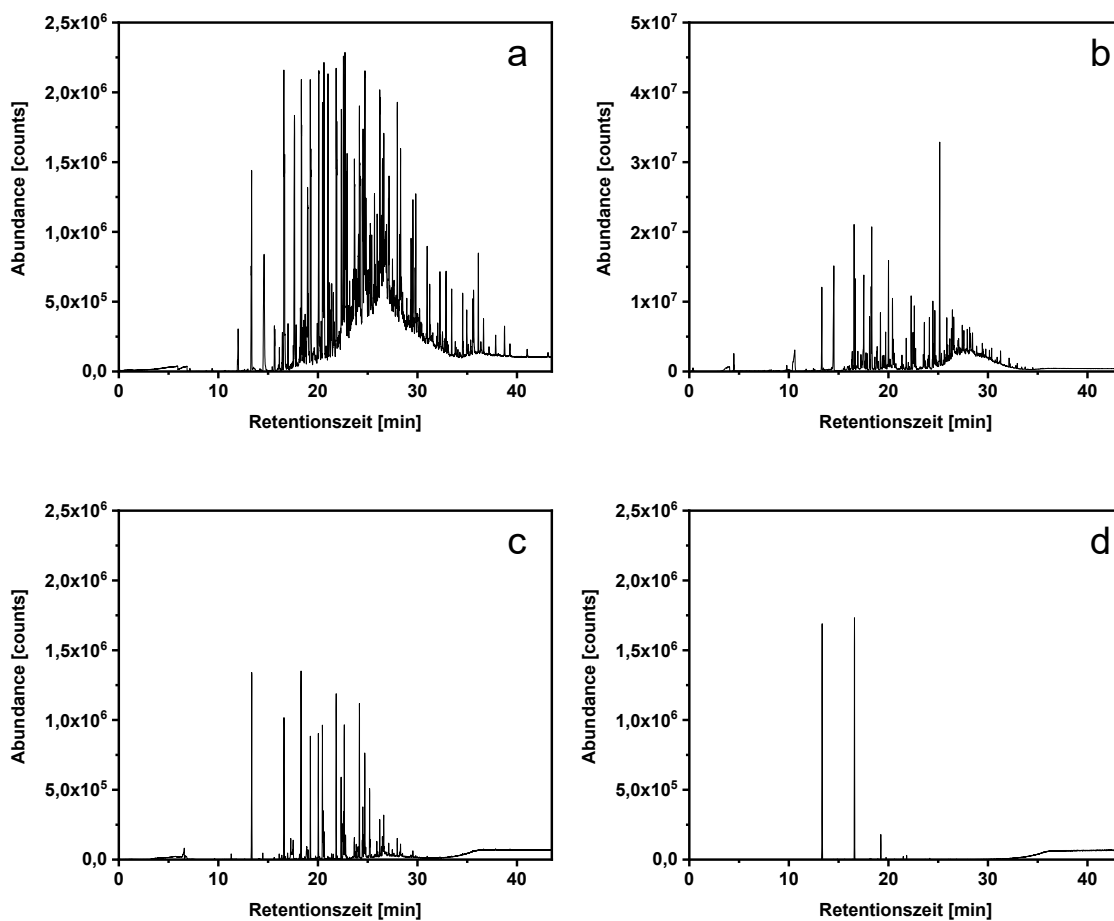 a
2,5x10⁶
2,0x10⁶
1,5x10⁶
1,0x10⁶
5,0x10⁵
0,0
Abundance [counts]
0 10 20 30 40
Retentionszeit [min]
b
5x10⁷
4x10⁷
3x10⁷
2x10⁷
1x10⁷
0
Abundance [counts]
0 10 20 30 40
Retentionszeit [min]
c
2,5x10⁶
2,0x10⁶
1,5x10⁶
1,0x10⁶
5,0x10⁵
0,0
Abundance [counts]
0 10 20 30 40
Retentionszeit [min]
d
2,5x10⁶
2,0x10⁶
1,5x10⁶
1,0x10⁶
5,0x10⁵
0,0
Abundance [counts]
0 10 20 30 40
Retentionszeit [min]